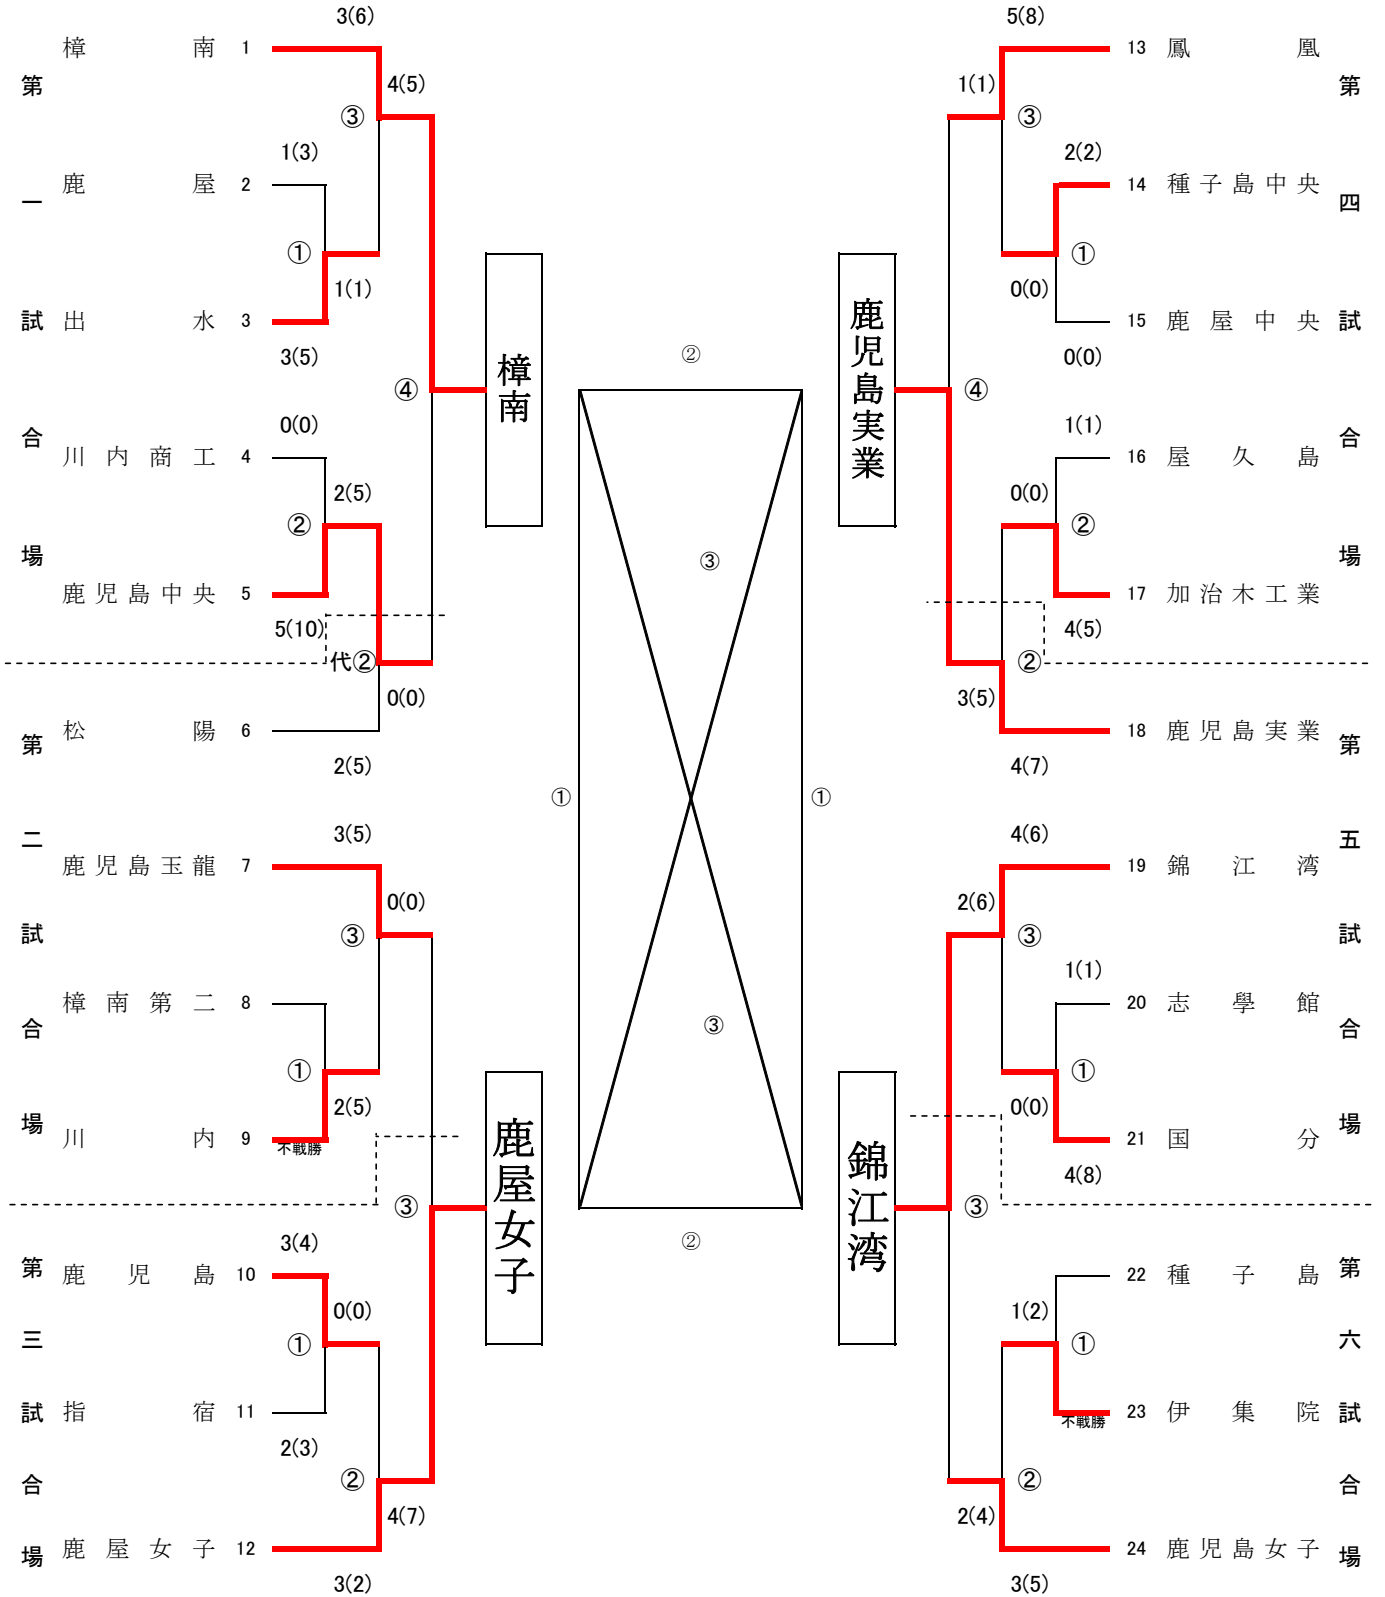 3(6)
樟南 1
4(5)
③
1(3)
鹿屋 2
①
1(1)
出水 3
3(5)
④
0(0)
川内商工 4
2(5)
②
鹿児島中央 5
5(10)
代②
0(0)
松陽 6
2(5)
第一試合場
樟南
3(5)
鹿児島玉龍 7
0(0)
③
樟南第二 8
①
2(5)
川内 9
不戦勝
第二試合場
③
3(4)
鹿児島 10
0(0)
①
指宿 11
2(3)
②
4(7)
鹿屋女子 12
3(2)
第三試合場
鹿屋女子
②
③
①
①
③
②
5(8)
13 鳳凰
1(1)
③
2(2)
14 種子島中央
①
0(0)
15 鹿屋中央
0(0)
④
1(1)
16 屋久島
0(0)
②
17 加治木工業
4(5)
②
3(5)
18 鹿児島実業
4(7)
第四試合場
鹿児島実業
4(6)
19 錦江湾
2(6)
③
1(1)
20 志學館
①
0(0)
21 国分
4(8)
第五試合場
錦江湾
③
22 種子島
1(2)
①
23 伊集院
不戦勝
②
2(4)
24 鹿児島女子
3(5)
第六試合場